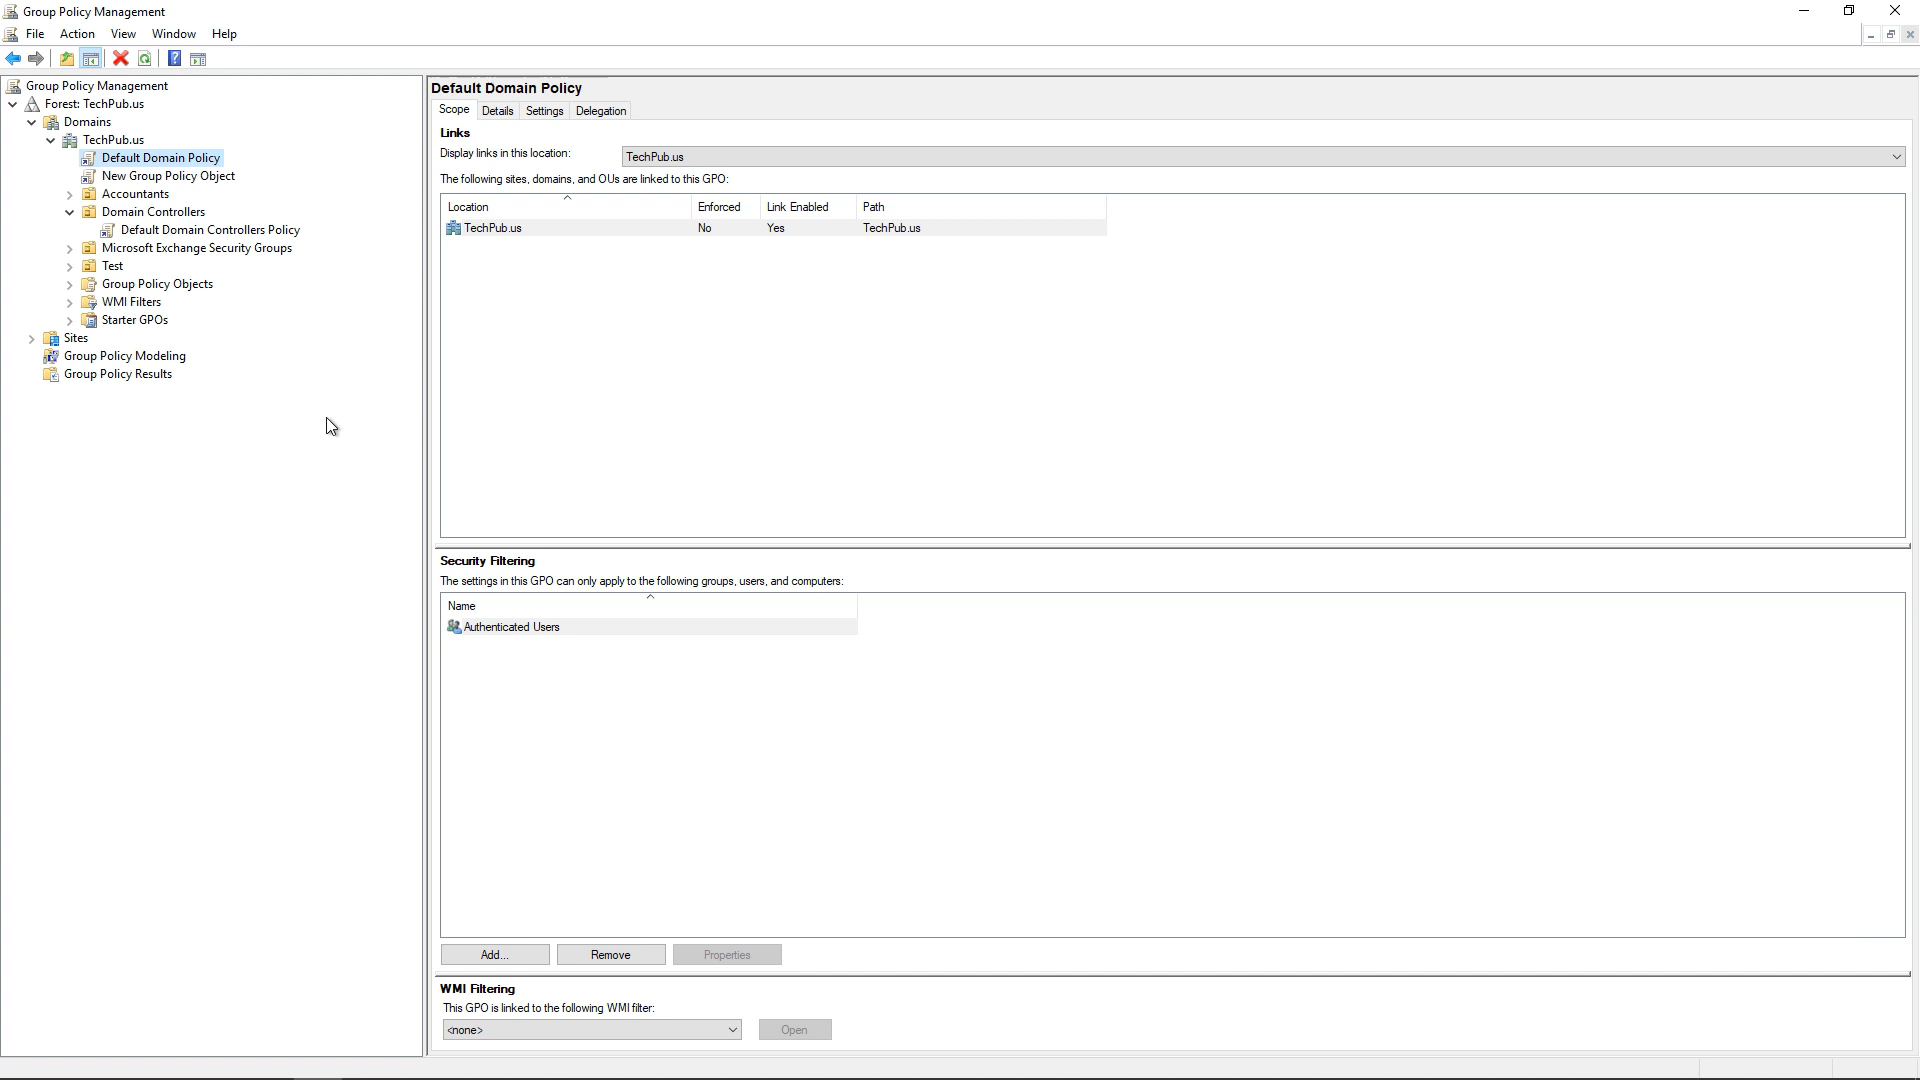 Group Policy Management
File Action View Window Help
Group Policy Management
Forest: TechPub.us
Domains
TechPub.us
Default Domain Policy
New Group Policy Object
Accountants
Domain Controllers
Default Domain Controllers Policy
Microsoft Exchange Security Groups
Test
Group Policy Objects
WMI Filters
Starter GPOs
Sites
Group Policy Modeling
Group Policy Results
Default Domain Policy
Scope Details Settings Delegation
Links
Display links in this location: TechPub.us
The following sites, domains, and OUs are linked to this GPO:
Location Enforced Link Enabled Path
TechPub.us No Yes TechPub.us
Security Filtering
The settings in this GPO can only apply to the following groups, users, and computers:
Name
Authenticated Users
Add... Remove Properties
WMI Filtering
This GPO is linked to the following WMI filter:
<none> Open